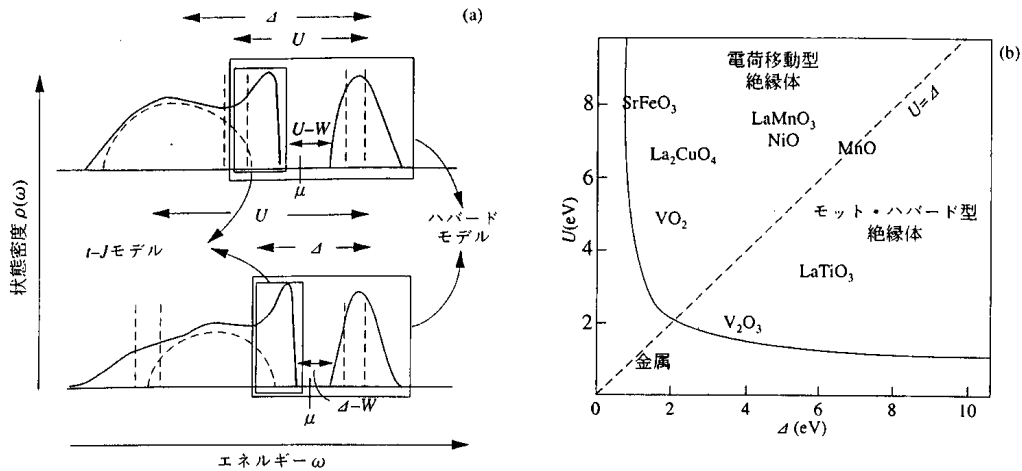 (a)
Δ
U
U–W
μ
U
ハバード
モデル
t–Jモデル
Δ
Δ–W
μ
状態密度 ρ(ω)
エネルギー ω
(b)
電荷移動型
絶縁体
SrFeO₃
LaMnO₃
NiO
U=Δ
La₂CuO₄
MnO
VO₂
モット・ハバード型
絶縁体
LaTiO₃
V₂O₃
金属
U(eV)
8
6
4
2
0 2 4 6 8 10
Δ (eV)